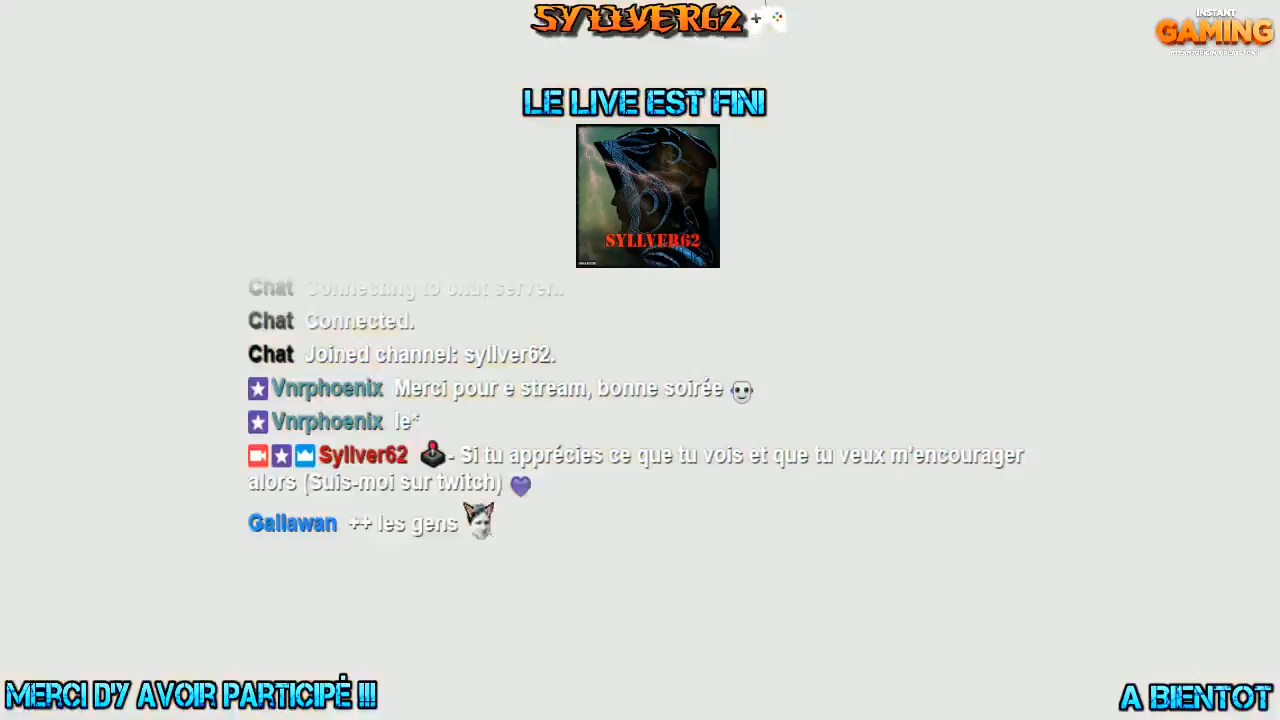 SYLLVER62
INSTANT
GAMING
LE LIVE EST FINI
SYLLVER62
Chat Connecting to chat server..
Chat Connected.
Chat Joined channel: syllver62.
Vnrphoenix Merci pour e stream, bonne soirée
Vnrphoenix le*
Syllver62 - Si tu apprécies ce que tu vois et que tu veux m'encourager
alors (Suis-moi sur twitch) 💜
Gallawan ++ les gens
MERCI D'Y AVOIR PARTICIPÉ !!!
A BIENTOT